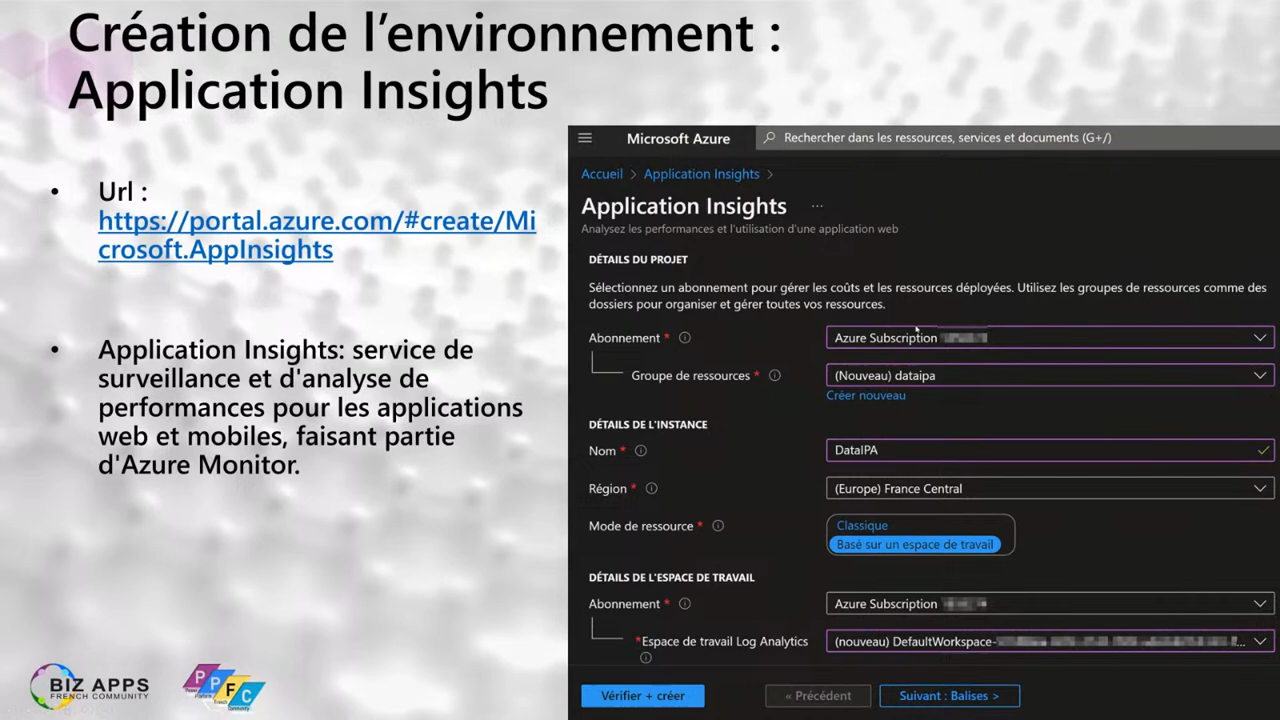 Création de l’environnement :
Application Insights
• Url :
https://portal.azure.com/#create/Mi
crosoft.AppInsights
• Application Insights: service de
surveillance et d'analyse de
performances pour les applications
web et mobiles, faisant partie
d'Azure Monitor.
Microsoft Azure
Rechercher dans les ressources, services et documents (G+/)
Accueil > Application Insights >
Application Insights ...
Analysez les performances et l'utilisation d'une application web
DÉTAILS DU PROJET
Sélectionnez un abonnement pour gérer les coûts et les ressources déployées. Utilisez les groupes de ressources comme des
dossiers pour organiser et gérer toutes vos ressources.
Abonnement * Azure Subscription
Groupe de ressources * (Nouveau) dataipa
Créer nouveau
DÉTAILS DE L'INSTANCE
Nom * DataIPA
Région * (Europe) France Central
Mode de ressource * Classique
Basé sur un espace de travail
DÉTAILS DE L'ESPACE DE TRAVAIL
Abonnement * Azure Subscription
*Espace de travail Log Analytics (nouveau) DefaultWorkspace-
Vérifier + créer
« Précédent
Suivant : Balises >
BIZ APPS
FRENCH COMMUNITY
P P F C